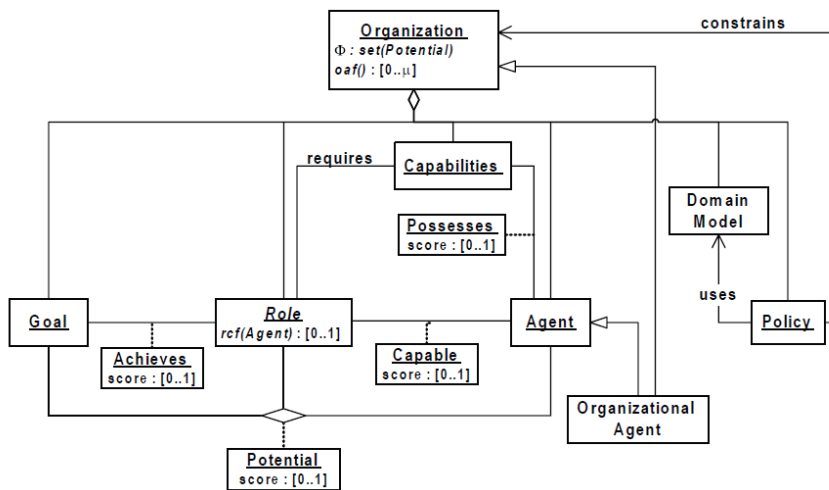 Organization
Φ : set(Potential)
oaf() : [0..μ]
constrains
requires
Capabilities
Possesses
score : [0..1]
Domain
Model
uses
Goal
Role
rcf(Agent) : [0..1]
Agent
Policy
Achieves
score : [0..1]
Capable
score : [0..1]
Organizational
Agent
Potential
score : [0..1]